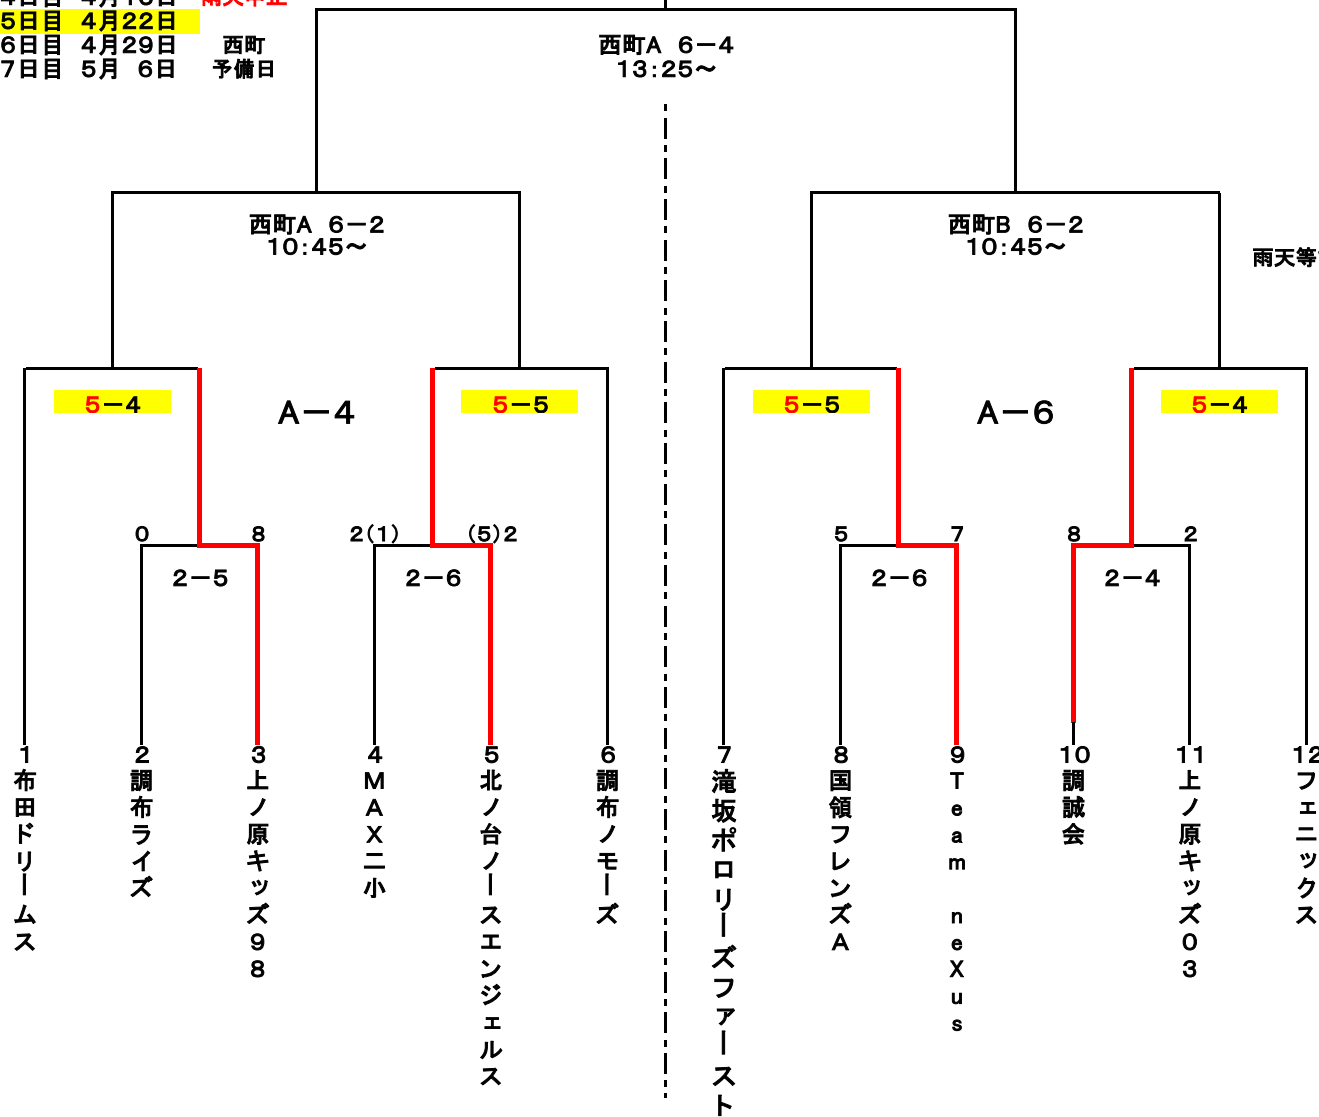 5日目 4月22日
6日目 4月29日 西町
7日目 5月 6日 予備日
西町A 6－4
13：25～
西町A 6－2
10：45～
西町B 6－2
10：45～
雨天等
5－4
A－4
5－5
5－5
A－6
5－4
0 8
2（1） （5）2
5 7
8 2
2－5
2－6
2－6
2－4
1 布田ドリームス
2 調布ライズ
3 上ノ原キッズ98
4 MAX二小
5 北ノ台ノースエンジェルス
6 調布ノモーズ
7 滝坂ポロリーズファースト
8 国領フレンズA
9 Team neXus
10 調誠会
11 上ノ原キッズ03
12 フェニックス